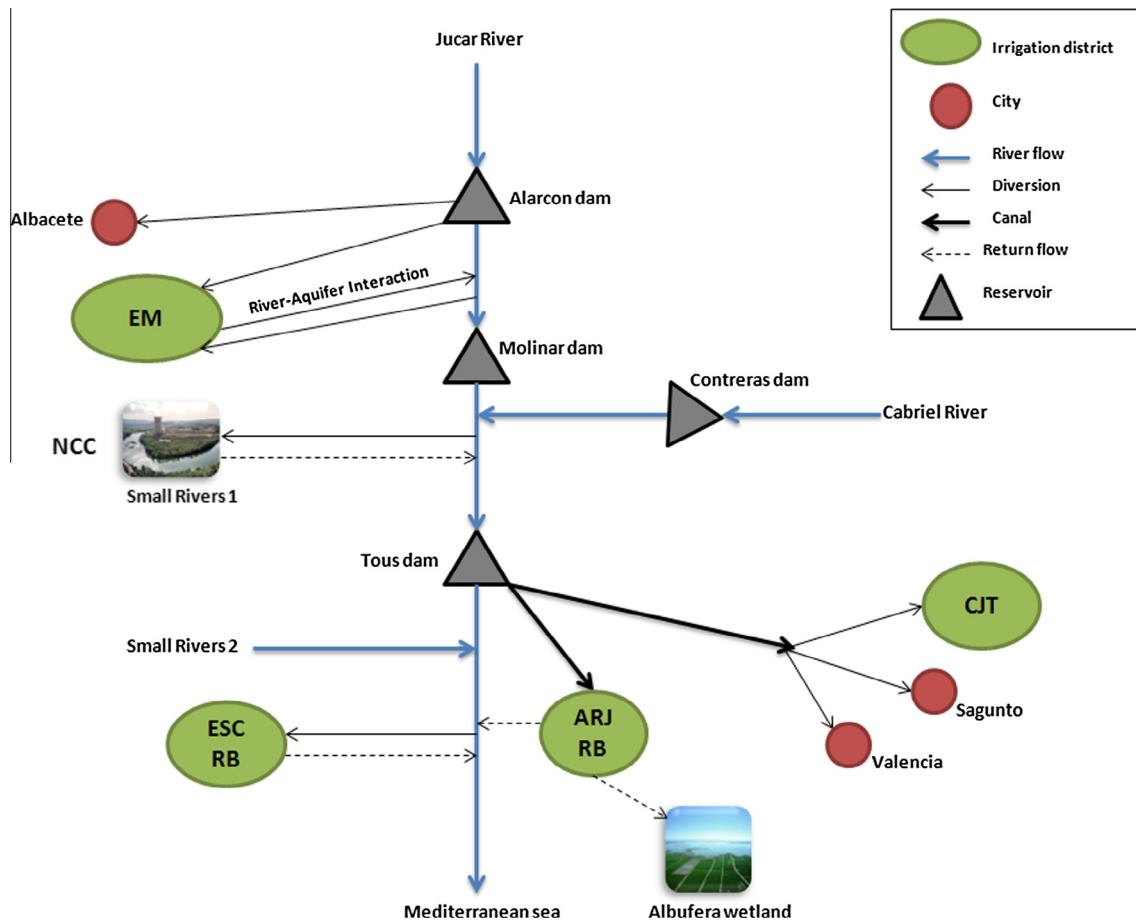 Jucar River
Irrigation district
City
River flow
Diversion
Canal
Return flow
Reservoir
Alarcon dam
Albacete
River-Aquifer Interaction
EM
Molinar dam
Contreras dam
Cabriel River
NCC
Small Rivers 1
Tous dam
CJT
Small Rivers 2
Sagunto
ESC
RB
ARJ
RB
Valencia
Mediterranean sea
Albufera wetland